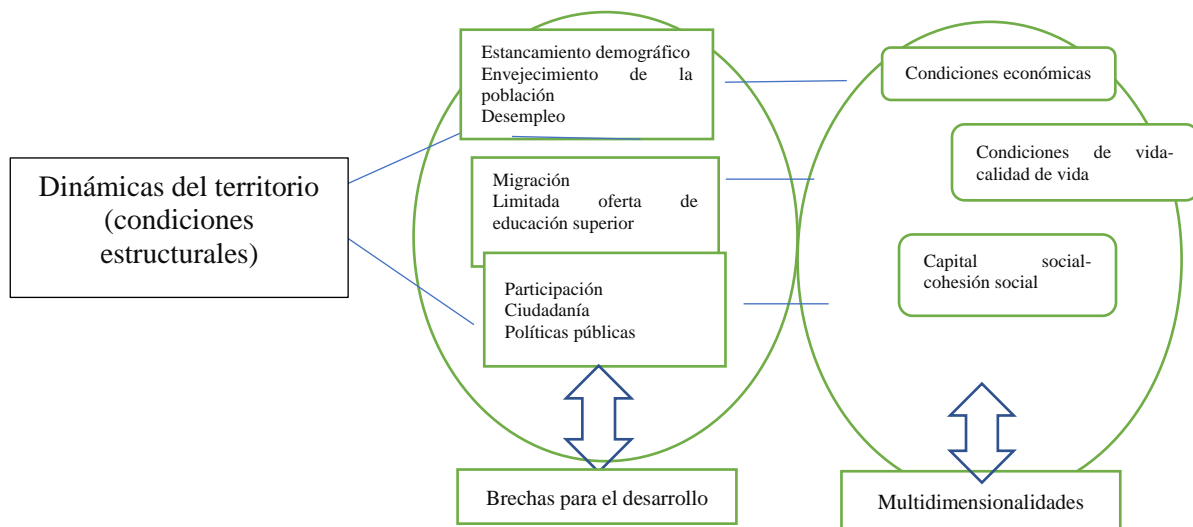 Dinámicas del territorio
(condiciones
estructurales)
Estancamiento demográfico
Envejecimiento de la
población
Desempleo
Migración
Limitada oferta de
educación superior
Participación
Ciudadanía
Políticas públicas
Brechas para el desarrollo
Condiciones económicas
Condiciones de vida-
calidad de vida
Capital social-
cohesión social
Multidimensionalidades